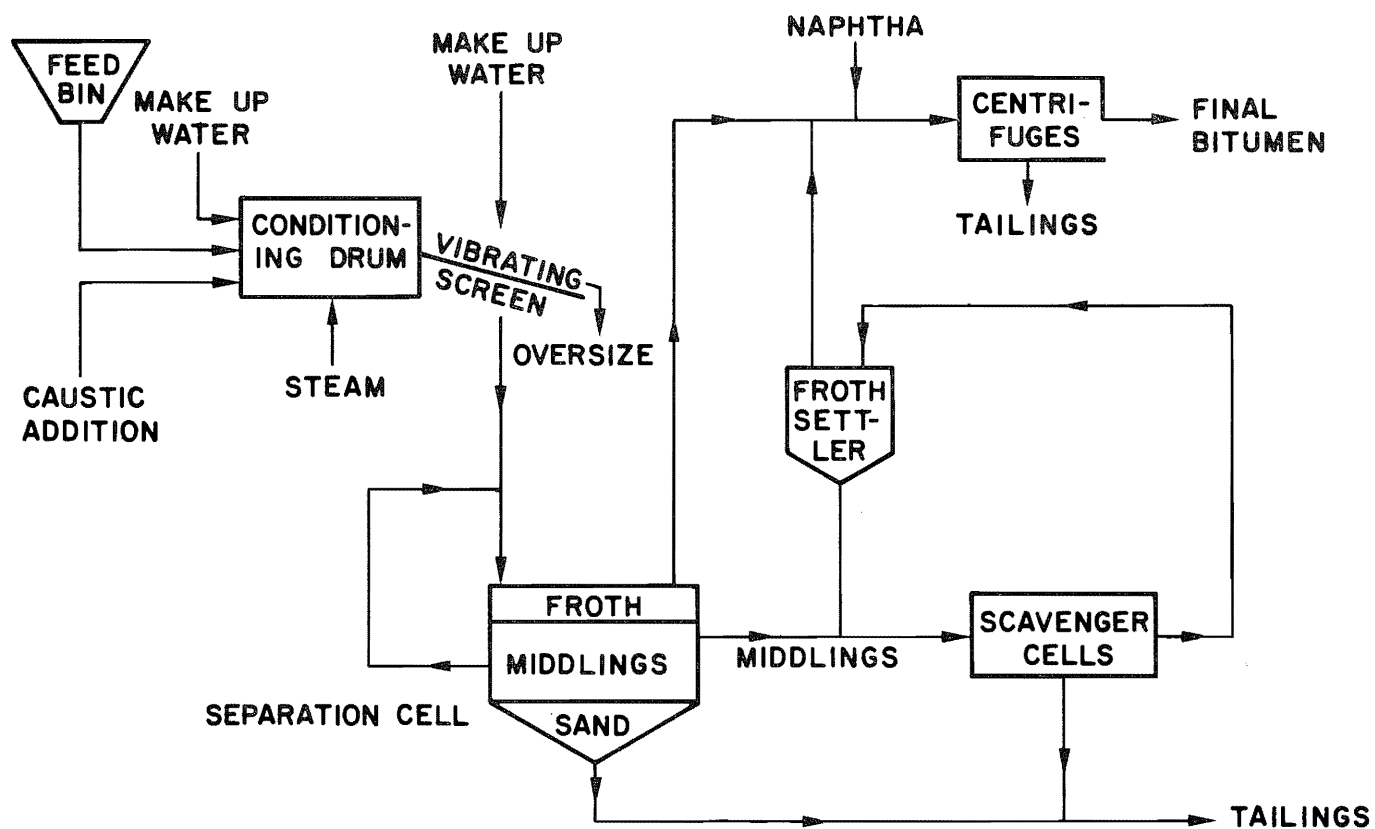 FEED
BIN
MAKE UP
WATER
MAKE UP
WATER
NAPHTHA
CENTRI-
FUGES
FINAL
BITUMEN
TAILINGS
CONDITION-
ING DRUM
VIBRATING
SCREEN
OVERSIZE
STEAM
CAUSTIC
ADDITION
FROTH
SETT-
LER
FROTH
MIDDLINGS
SAND
SEPARATION CELL
MIDDLINGS
SCAVENGER
CELLS
TAILINGS